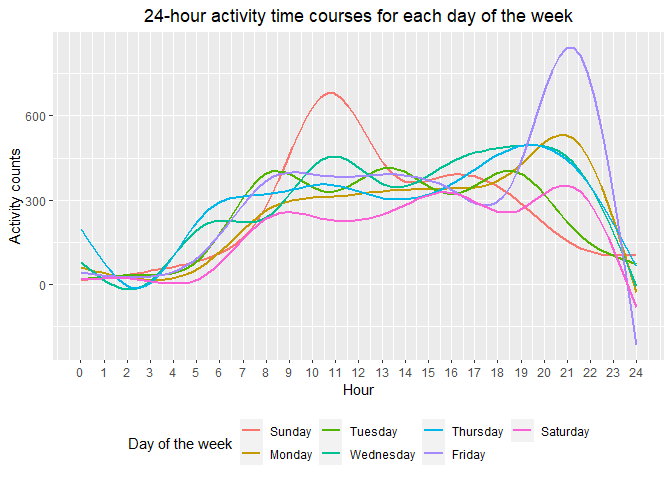 24-hour activity time courses for each day of the week
Activity counts
600
300
0
0 1 2 3 4 5 6 7 8 9 10 11 12 13 14 15 16 17 18 19 20 21 22 23 24
Hour
Day of the week
Sunday Tuesday Thursday Saturday
Monday Wednesday Friday